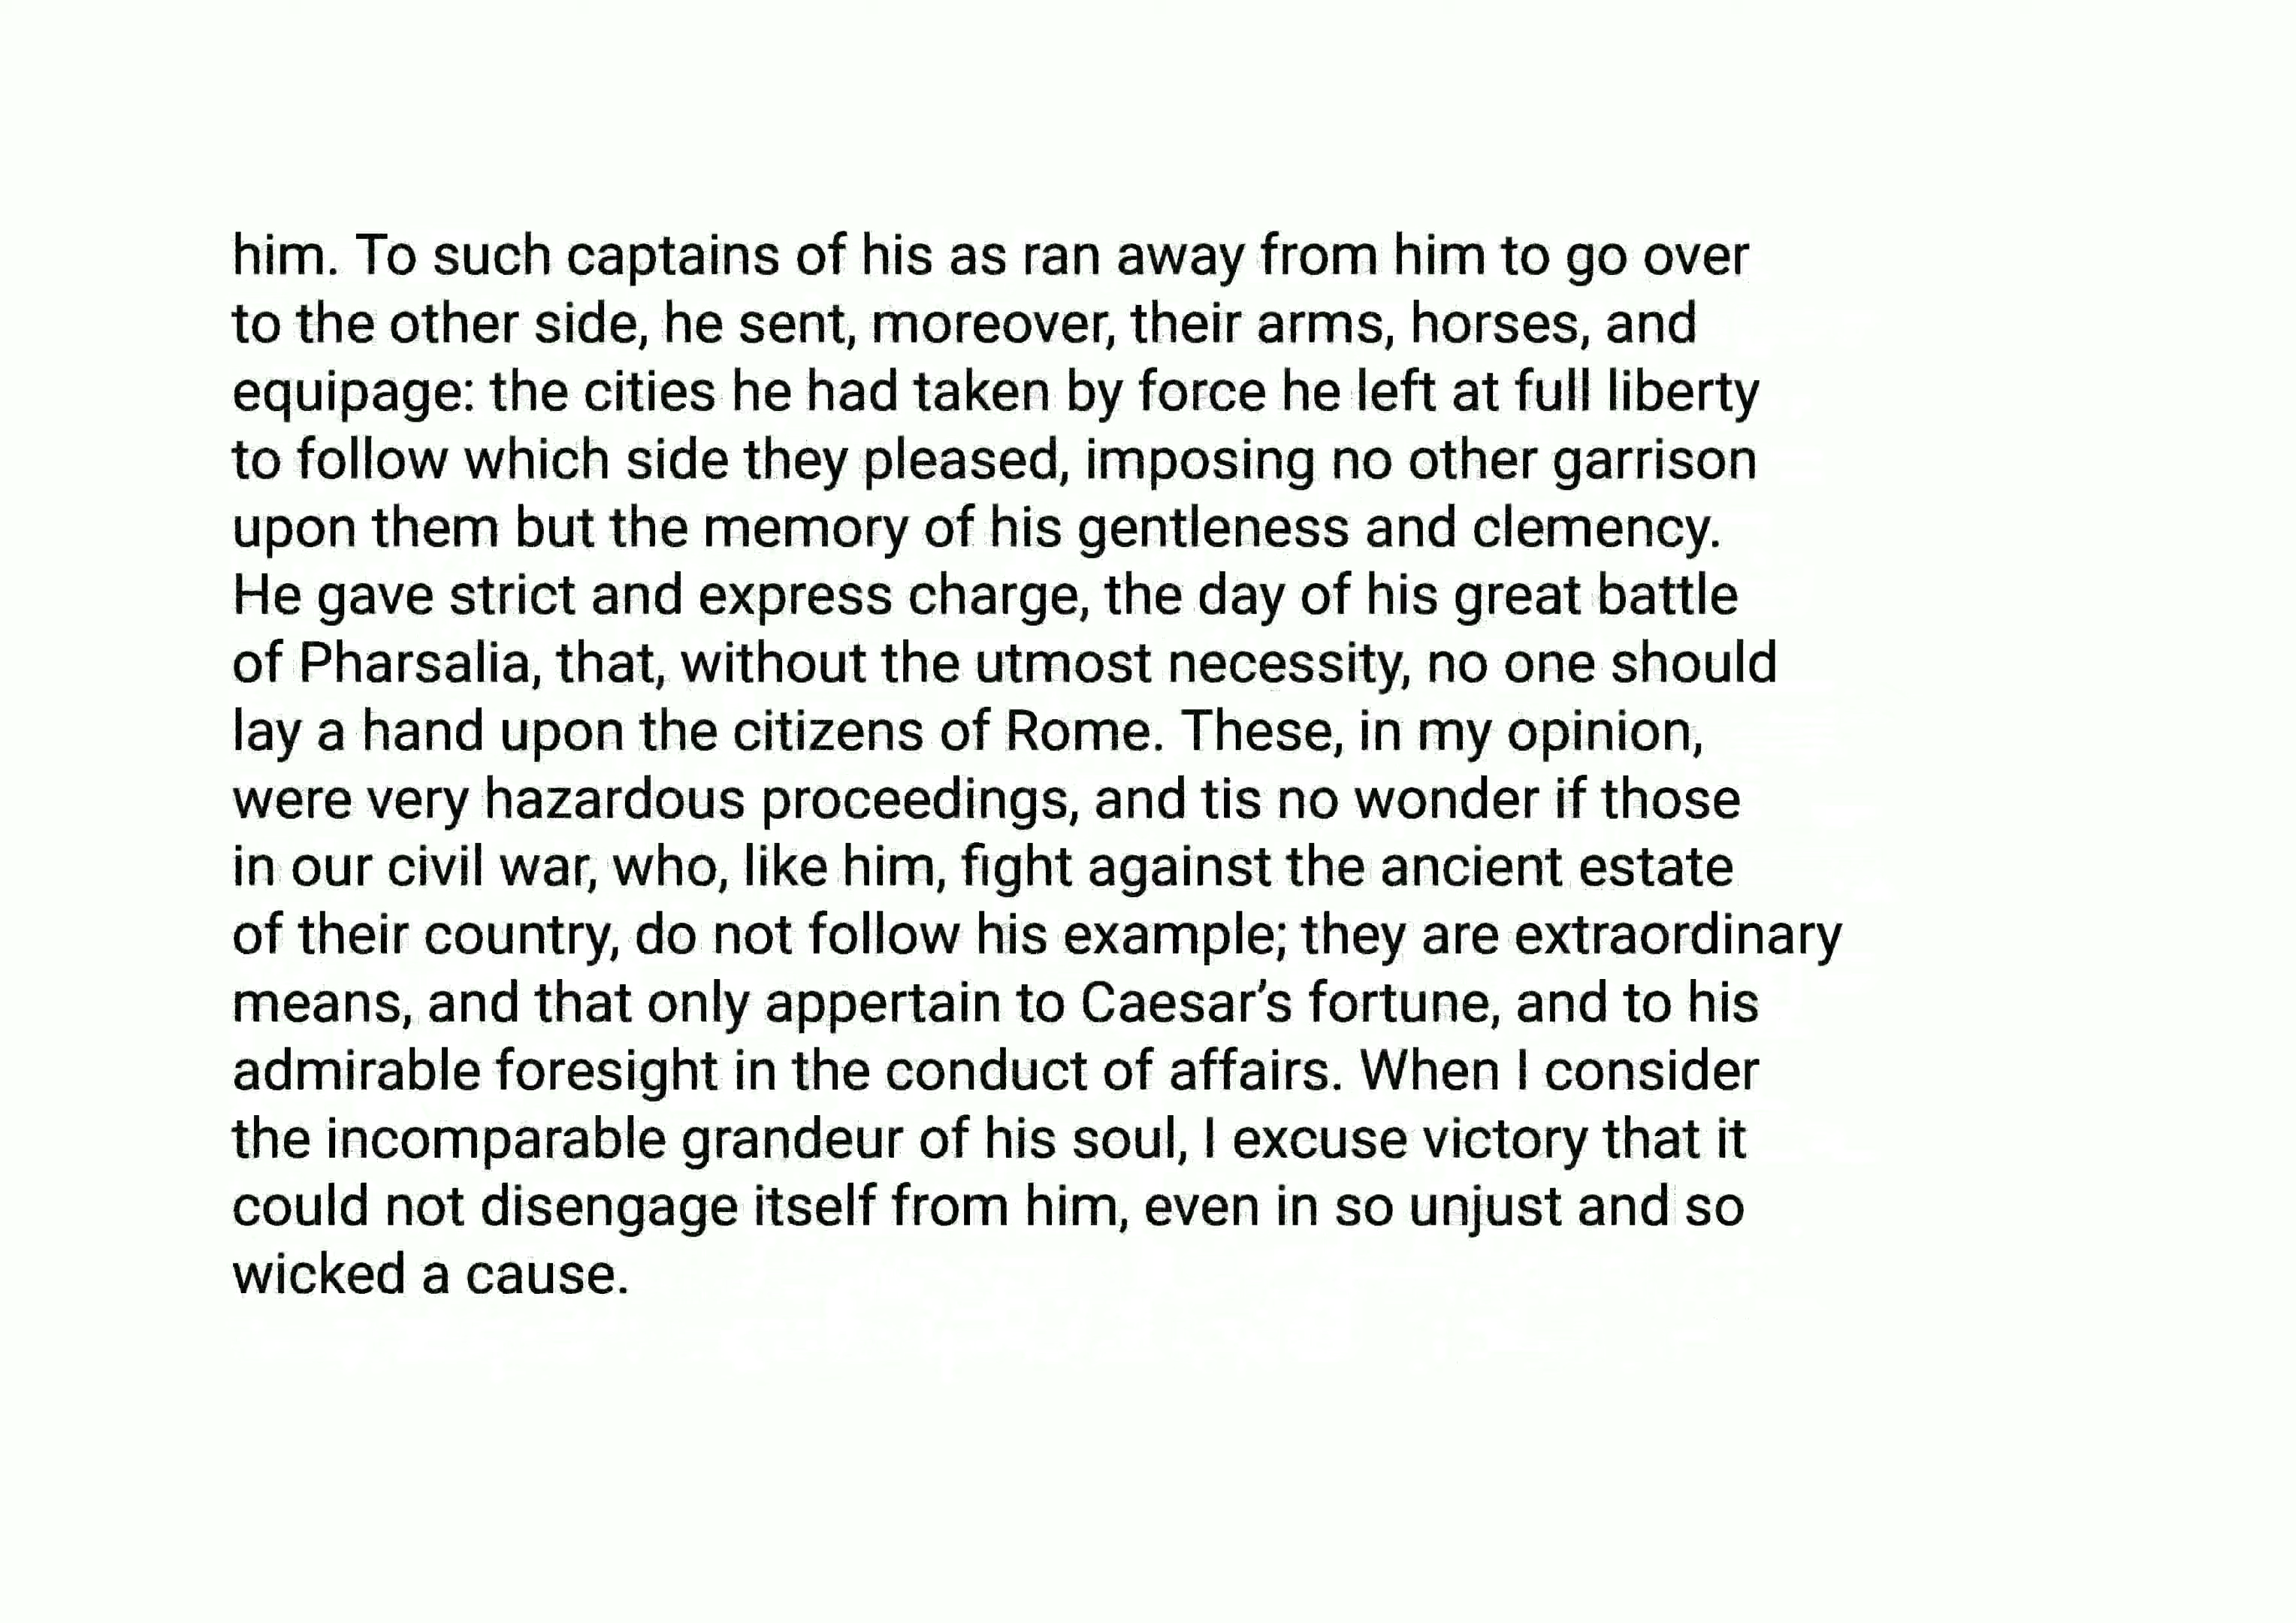 him. To such captains of his as ran away from him to go over
to the other side, he sent, moreover, their arms, horses, and
equipage: the cities he had taken by force he left at full liberty
to follow which side they pleased, imposing no other garrison
upon them but the memory of his gentleness and clemency.
He gave strict and express charge, the day of his great battle
of Pharsalia, that, without the utmost necessity, no one should
lay a hand upon the citizens of Rome. These, in my opinion,
were very hazardous proceedings, and tis no wonder if those
in our civil war, who, like him, fight against the ancient estate
of their country, do not follow his example; they are extraordinary
means, and that only appertain to Caesar’s fortune, and to his
admirable foresight in the conduct of affairs. When I consider
the incomparable grandeur of his soul, I excuse victory that it
could not disengage itself from him, even in so unjust and so
wicked a cause.